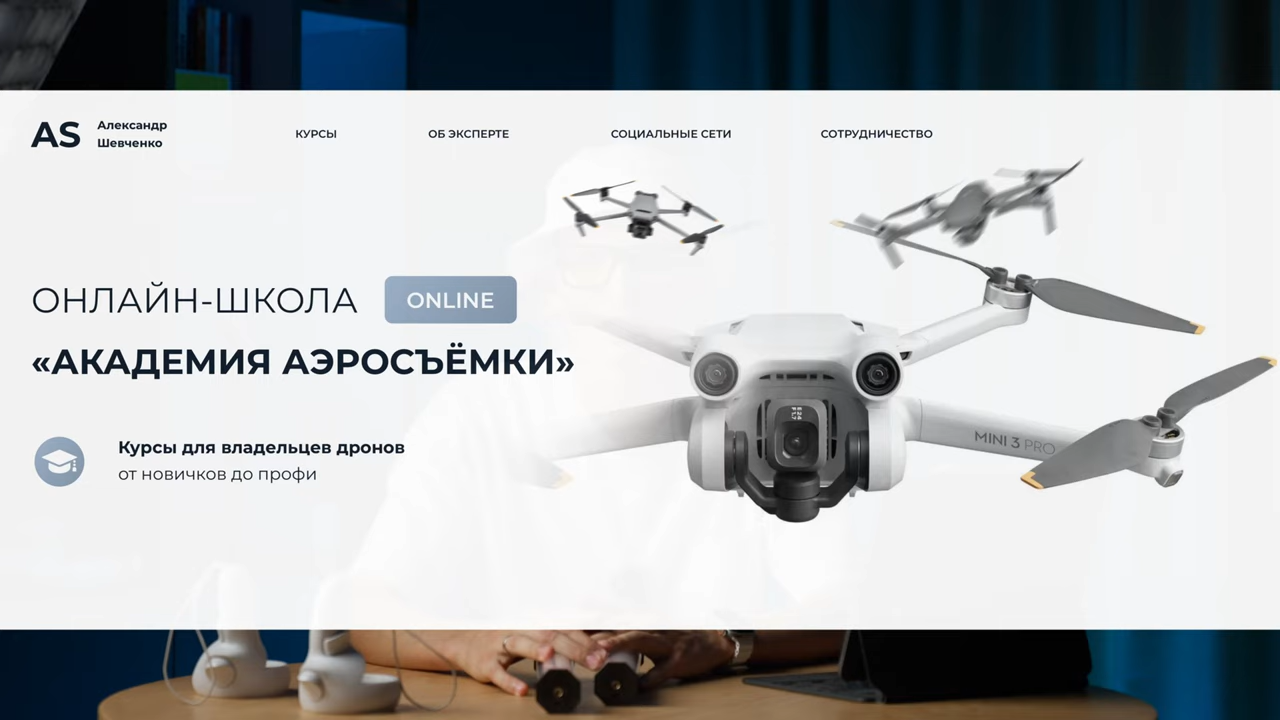 AS
Александр
Шевченко
КУРСЫ
ОБ ЭКСПЕРТЕ
СОЦИАЛЬНЫЕ СЕТИ
СОТРУДНИЧЕСТВО
ОНЛАЙН-ШКОЛА
ONLINE
«АКАДЕМИЯ АЭРОСЪЁМКИ»
Курсы для владельцев дронов
от новичков до профи
MINI 3 PRO